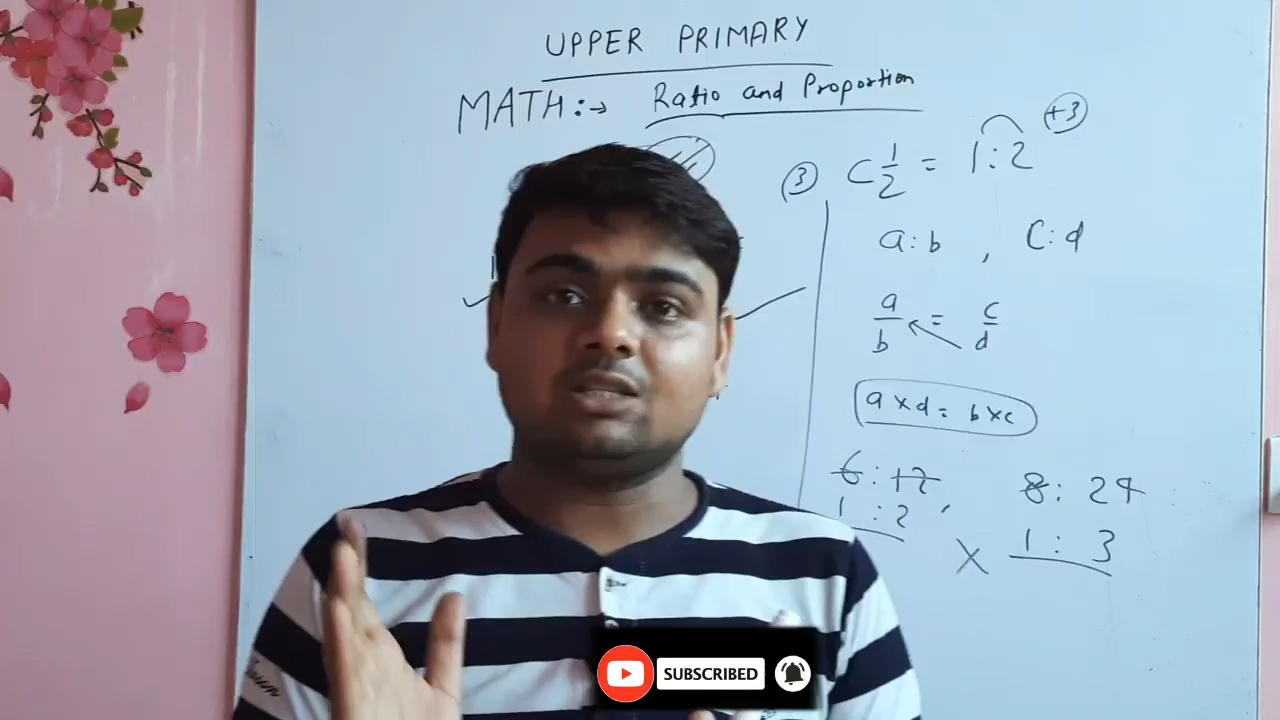 UPPER PRIMARY
MATH:→ Ratio and Proportion
③ C 1/2 = 1:2 +3
a:b , C:d
a/b = c/d
a×d = b×c
6:12 , 8:24
1:2 × 1:3
SUBSCRIBED